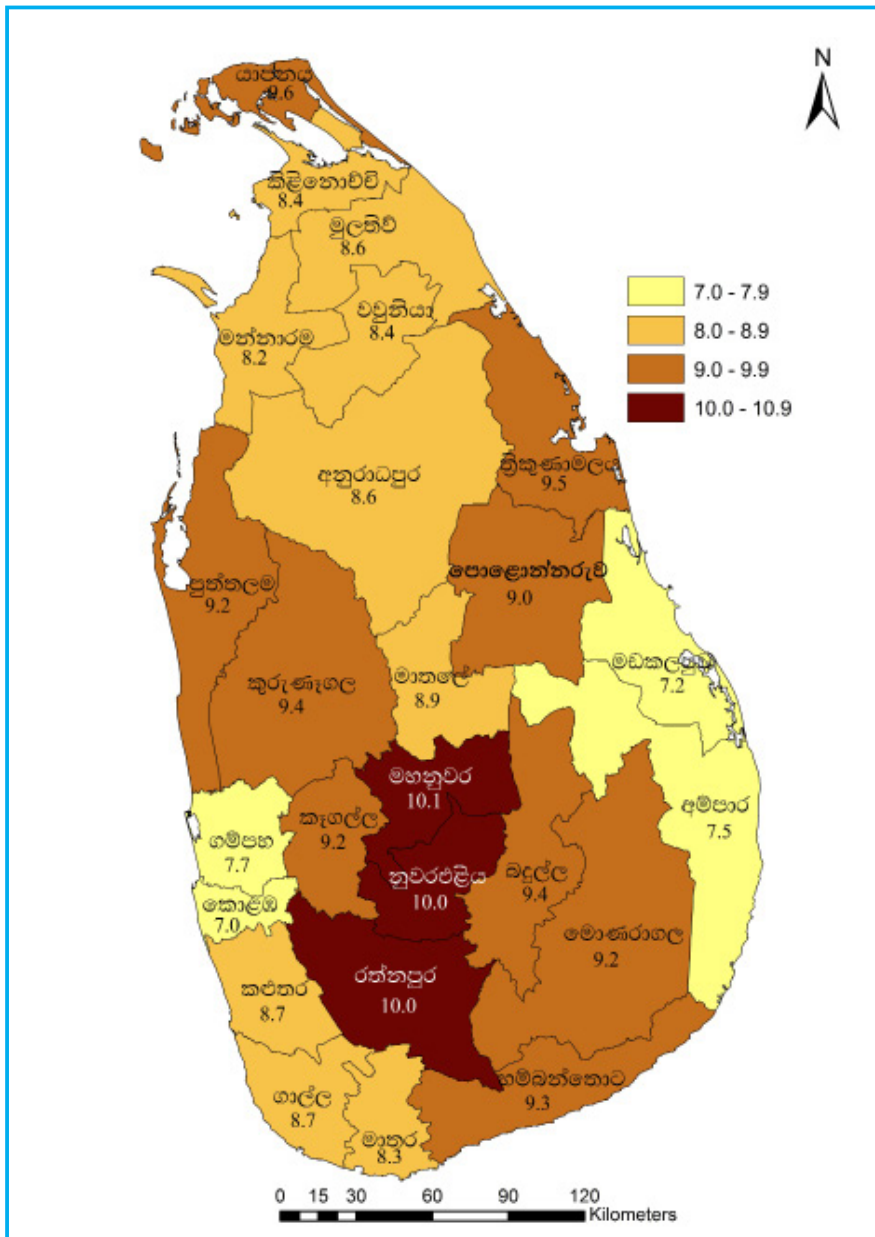 N
යාපනය
9.6
කිළිනොච්චි
8.4
මුලතිව්
8.6
වවුනියා
8.4
මන්නාරම
8.2
7.0 - 7.9
8.0 - 8.9
9.0 - 9.9
10.0 - 10.9
ත්‍රිකුණාමලය
9.5
අනුරාධපුර
8.6
පොළොන්නරුව
9.0
පුත්තලම
9.2
මඩකලපුව
7.2
කුරුණෑගල
9.4
මාතලේ
8.9
මහනුවර
10.1
අම්පාර
7.5
කෑගල්ල
9.2
ගම්පහ
7.7
නුවරඑළිය
10.0
බදුල්ල
9.4
කොළඹ
7.0
මොණරාගල
9.2
රත්නපුර
10.0
කළුතර
8.7
හම්බන්තොට
9.3
ගාල්ල
8.7
මාතර
8.3
0 15 30 60 90 120
Kilometers